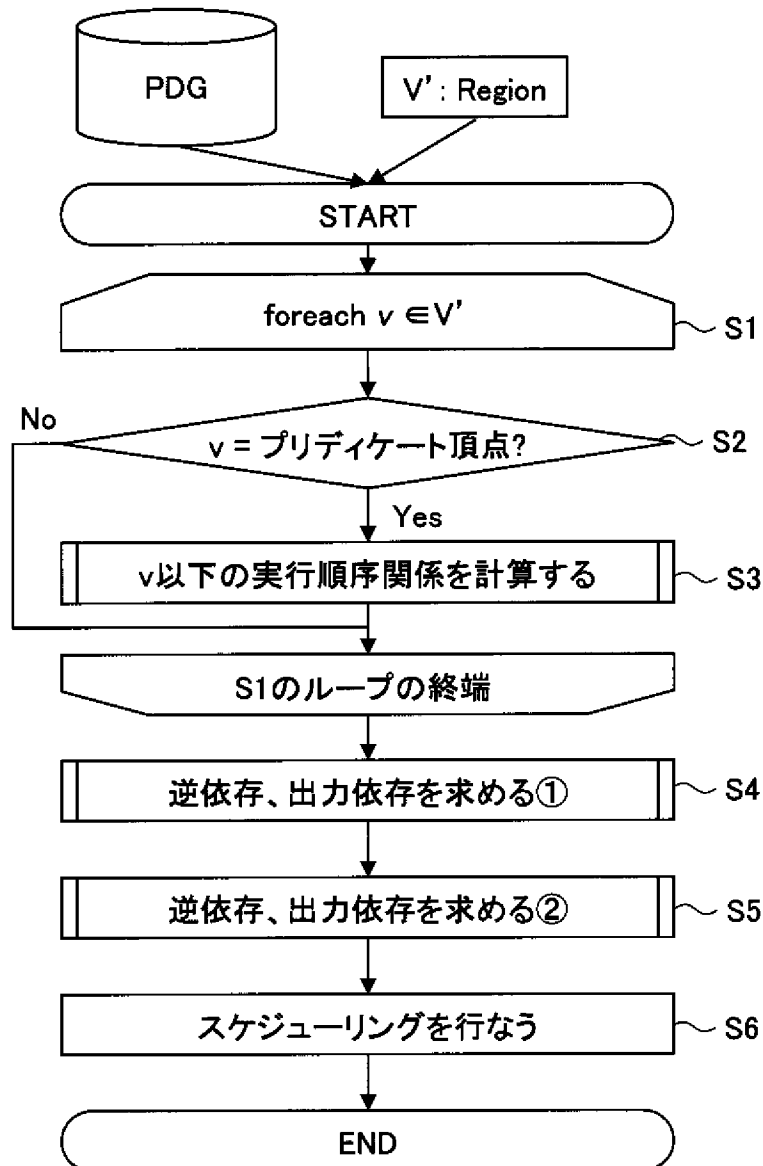 PDG
V': Region
START
foreach v ∈V'
S1
No
v = プリディケート頂点?
S2
Yes
v以下の実行順序関係を計算する
S3
S1のループの終端
逆依存、出力依存を求める①
S4
逆依存、出力依存を求める②
S5
スケジューリングを行なう
S6
END